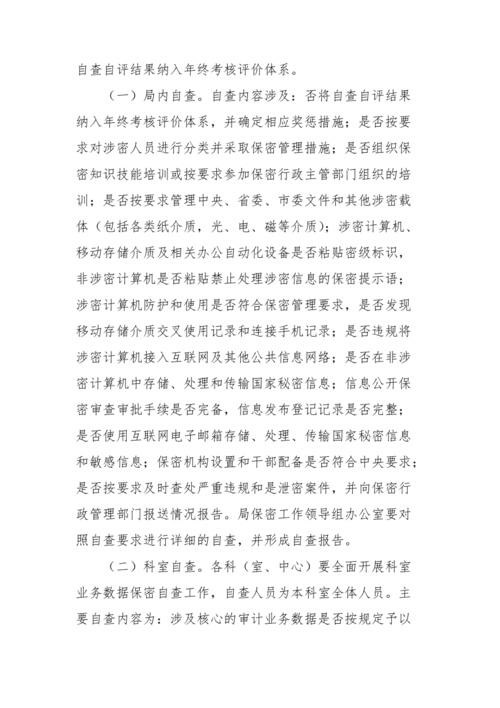 自查自评结果纳入年终考核评价体系。
（一）局内自查。自查内容涉及：否将自查自评结果
纳入年终考核评价体系，并确定相应奖惩措施；是否按要
求对涉密人员进行分类并采取保密管理措施；是否组织保
密知识技能培训或按要求参加保密行政主管部门组织的培
训；是否按要求管理中央、省委、市委文件和其他涉密载
体（包括各类纸介质，光、电、磁等介质）；涉密计算机、
移动存储介质及相关办公自动化设备是否粘贴密级标识，
非涉密计算机是否粘贴禁止处理涉密信息的保密提示语；
涉密计算机防护和使用是否符合保密管理要求，是否发现
移动存储介质交叉使用记录和连接手机记录；是否违规将
涉密计算机接入互联网及其他公共信息网络；是否在非涉
密计算机中存储、处理和传输国家秘密信息；信息公开保
密审查审批手续是否完备，信息发布登记记录是否完整；
是否使用互联网电子邮箱存储、处理、传输国家秘密信息
和敏感信息；保密机构设置和干部配备是否符合中央要求；
是否按要求及时查处严重违规和是泄密案件，并向保密行
政管理部门报送情况报告。局保密工作领导组办公室要对
照自查要求进行详细的自查，并形成自查报告。
（二）科室自查。各科（室、中心）要全面开展科室
业务数据保密自查工作，自查人员为本科室全体人员。主
要自查内容为：涉及核心的审计业务数据是否按规定予以